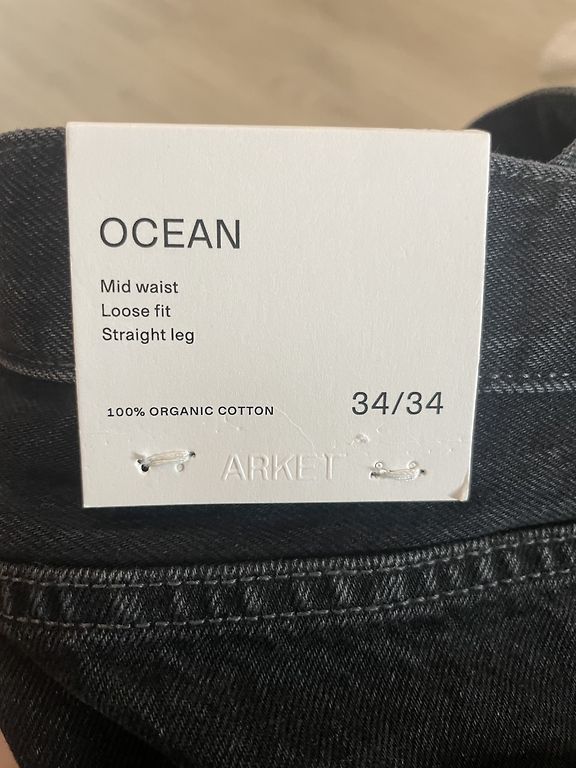 OCEAN
Mid waist
Loose fit
Straight leg
100% ORGANIC COTTON
34/34
ARKET